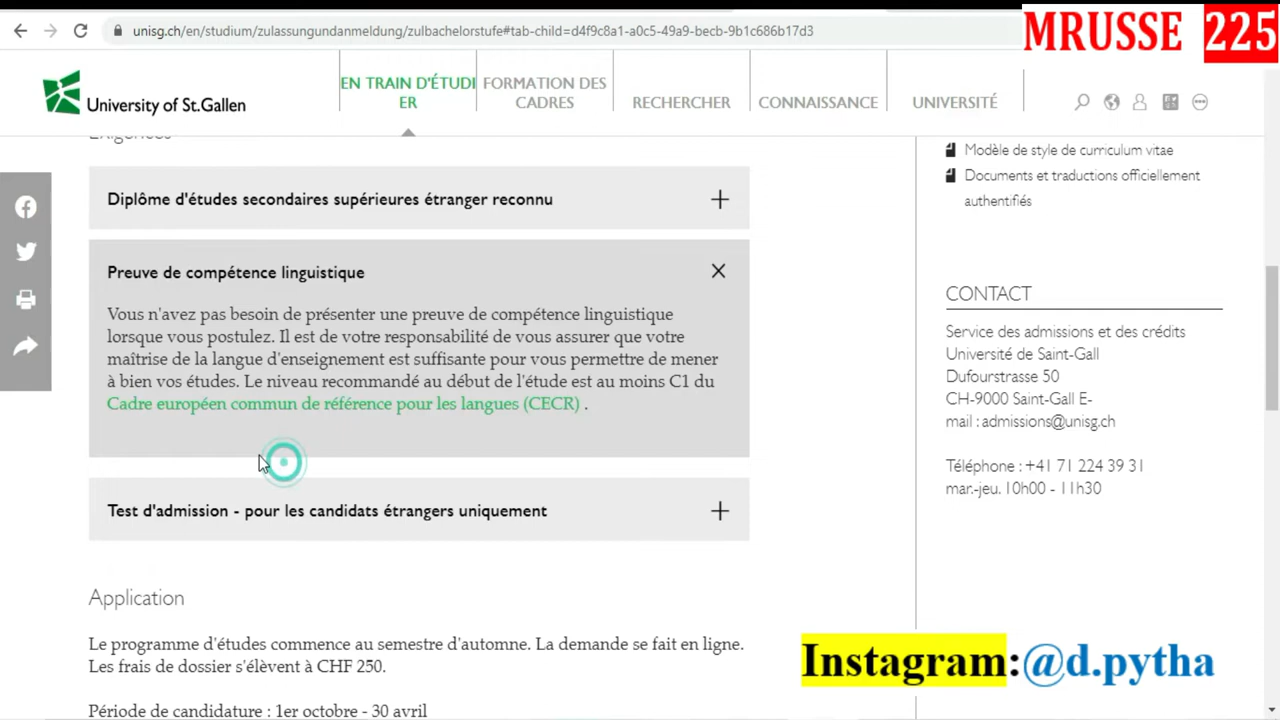 unisg.ch/en/studium/zulassungundanmeldung/zulbachelorstufe#tab-child=d4f9c8a1-a0c5-49a9-becb-9b1c686b17d3
MRUSSE 225
University of St.Gallen
EN TRAIN D'ÉTUDI
ER
FORMATION DES
CADRES
RECHERCHER
CONNAISSANCE
UNIVERSITÉ
Exigences
Diplôme d'études secondaires supérieures étranger reconnu
Preuve de compétence linguistique
Vous n'avez pas besoin de présenter une preuve de compétence linguistique
lorsque vous postulez. Il est de votre responsabilité de vous assurer que votre
maîtrise de la langue d'enseignement est suffisante pour vous permettre de mener
à bien vos études. Le niveau recommandé au début de l'étude est au moins C1 du
Cadre européen commun de référence pour les langues (CECR) .
Test d'admission - pour les candidats étrangers uniquement
Application
Le programme d'études commence au semestre d'automne. La demande se fait en ligne.
Les frais de dossier s'élèvent à CHF 250.
Période de candidature : 1er octobre - 30 avril
Modèle de style de curriculum vitae
Documents et traductions officiellement
authentifiés
CONTACT
Service des admissions et des crédits
Université de Saint-Gall
Dufourstrasse 50
CH-9000 Saint-Gall E-
mail : admissions@unisg.ch
Téléphone : +41 71 224 39 31
mar.-jeu. 10h00 - 11h30
Instagram:@d.pytha